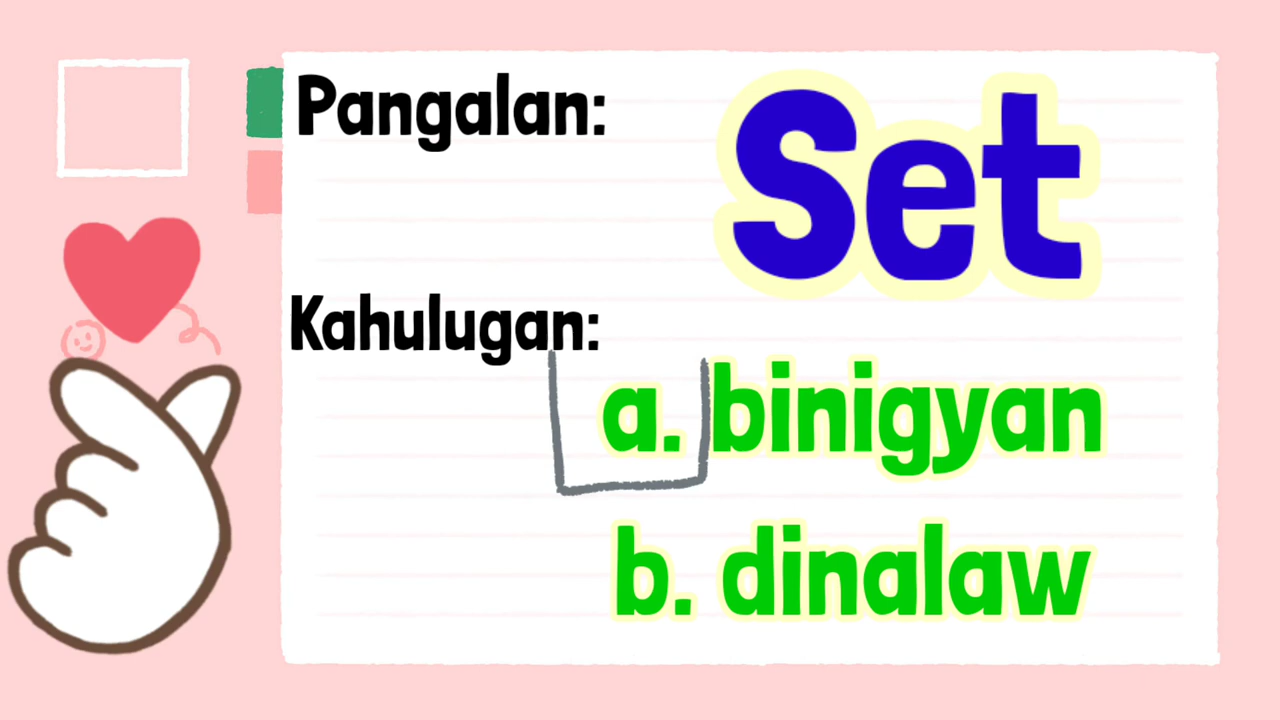 Pangalan:
Set
Kahulugan:
a. binigyan
b. dinalaw